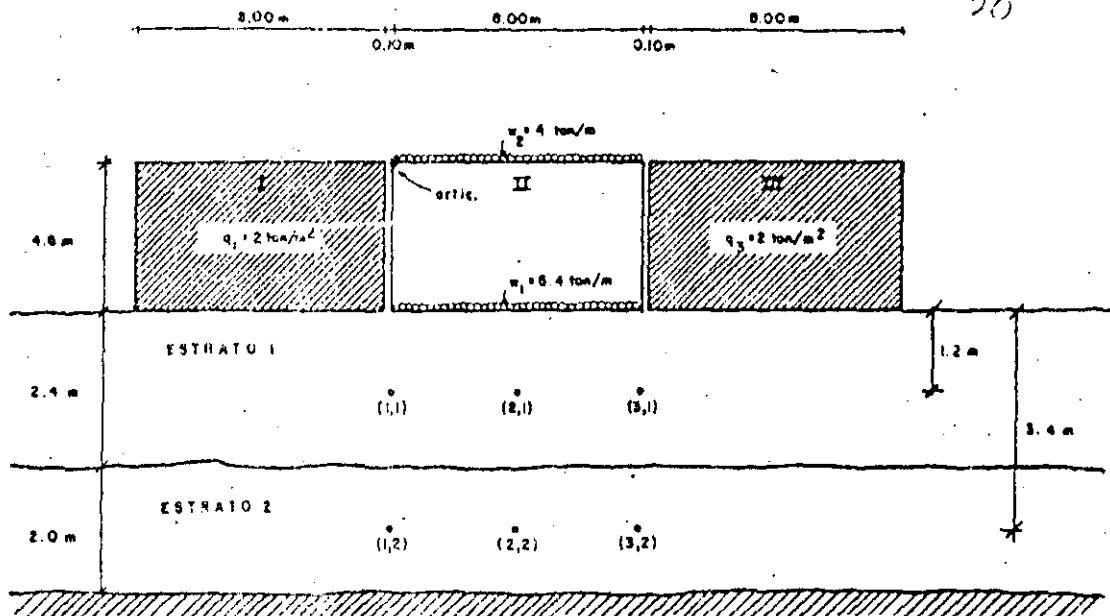 8.00 m 8.00 m 8.00 m
0.10 m 0.10 m
w₂ = 4 ton/m
I II III
artic.
4.8 m q₁ = 2 ton/m² q₃ = 2 ton/m²
w₁ = 6.4 ton/m
ESTRATO 1
1.2 m
2.4 m
(1,1) (2,1) (3,1)
3.4 m
ESTRATO 2
2.0 m
(1,2) (2,2) (3,2)